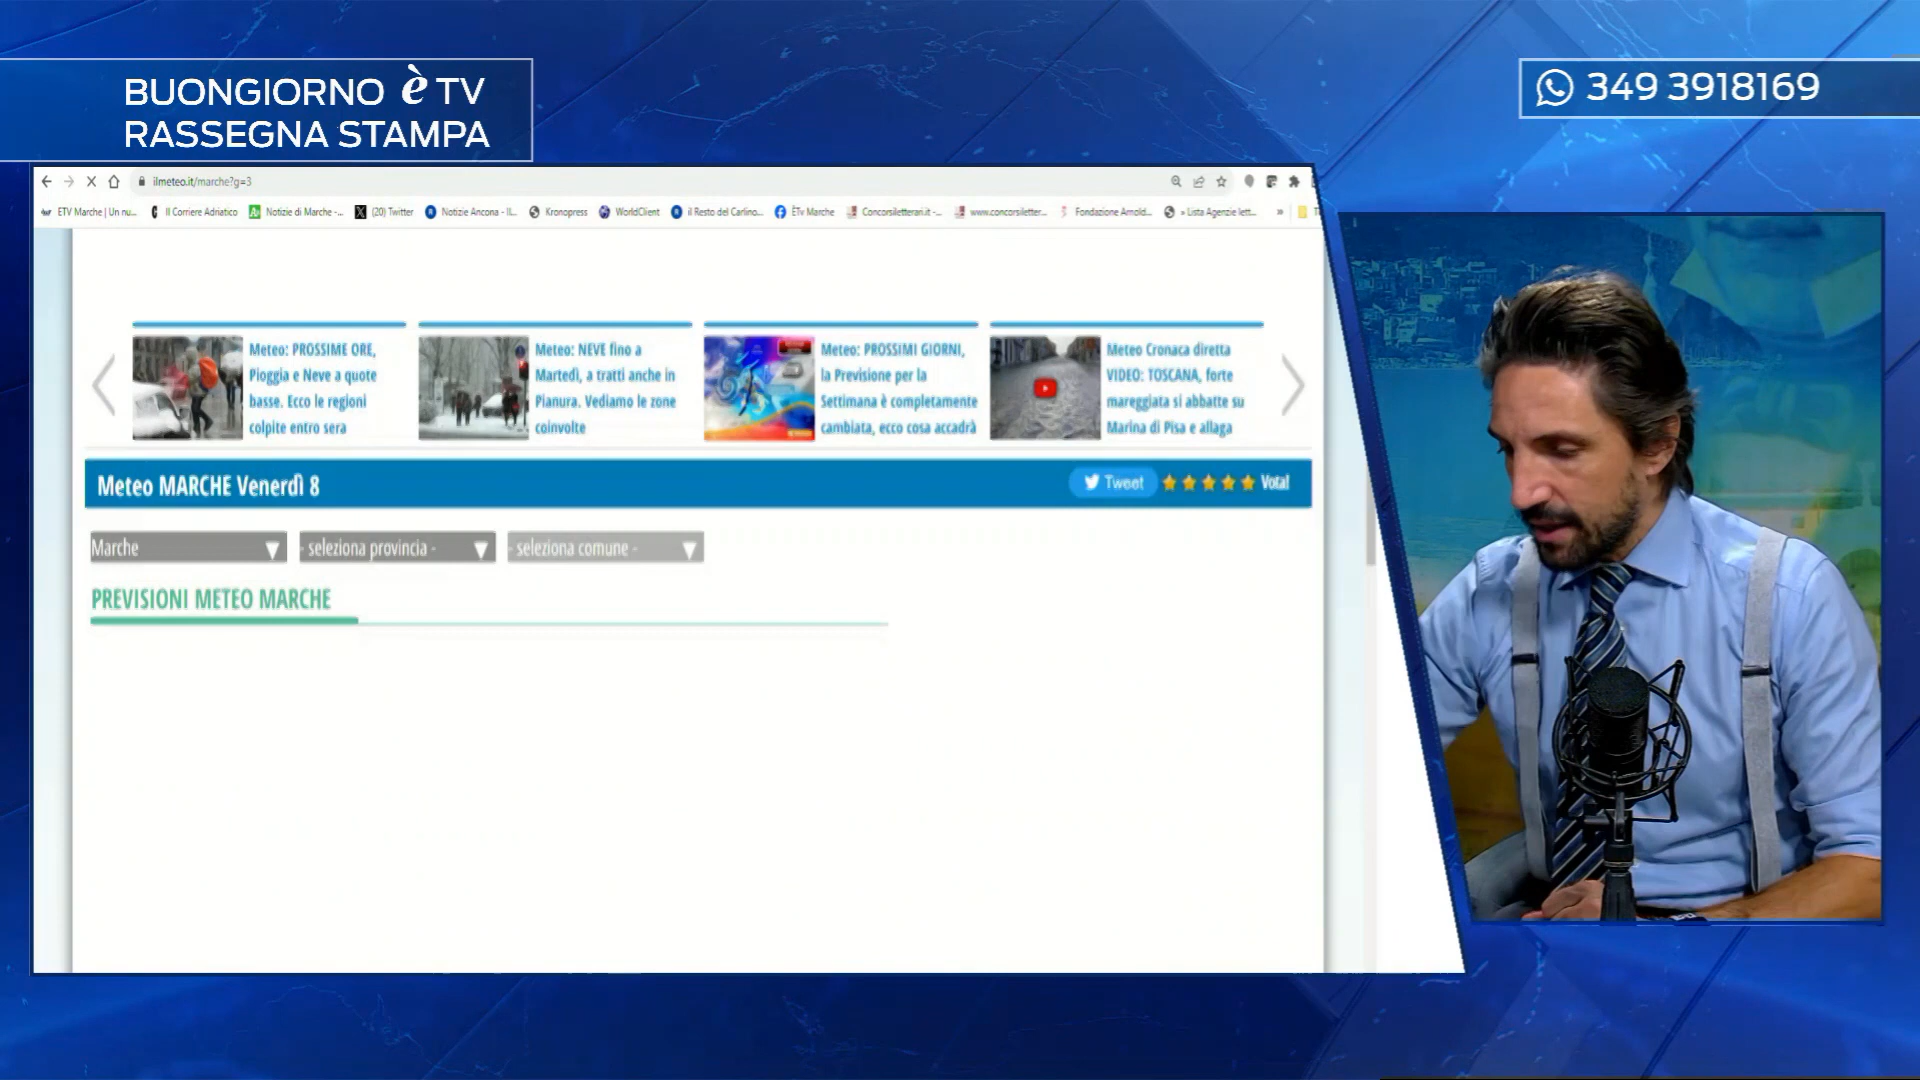 BUONGIORNO è TV
RASSEGNA STAMPA
349 3918169
ilmeteo.it/marche?g=3
ETV Marche | Un nu...
Il Corriere Adriatico
Notizie di Marche -...
(20) Twitter
Notizie Ancona - IL...
Kronopress
WorldClient
il Resto del Carlino...
ÈTv Marche
Concorsiletterari.it -...
www.concorsiletter...
Fondazione Arnold...
» Lista Agenzie lett...
»
Meteo: PROSSIME ORE,
Pioggia e Neve a quote
basse. Ecco le regioni
colpite entro sera
Meteo: NEVE fino a
Martedì, a tratti anche in
Pianura. Vediamo le zone
coinvolte
Meteo: PROSSIMI GIORNI,
la Previsione per la
Settimana è completamente
cambiata, ecco cosa accadrà
Meteo Cronaca diretta
VIDEO: TOSCANA, forte
mareggiata si abbatte su
Marina di Pisa e allaga
Meteo MARCHE Venerdì 8
Tweet
Vota!
Marche
- seleziona provincia -
- seleziona comune -
PREVISIONI METEO MARCHE